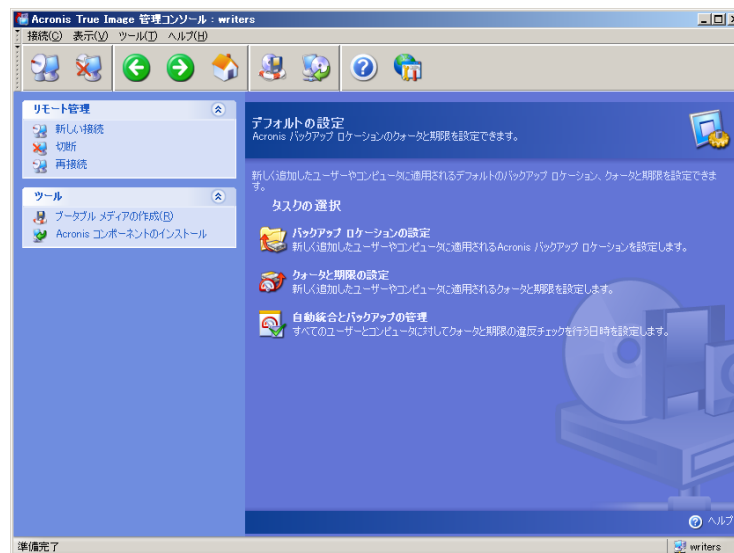 Acronis True Image 管理コンソール : writers
接続(C) 表示(V) ツール(T) ヘルプ(H)
リモート管理
新しい接続
切断
再接続
ツール
ブータブル メディアの作成(R)
Acronis コンポーネントのインストール
デフォルトの設定
Acronis バックアップ ロケーションのクォータと期限を設定できます。
新しく追加したユーザーやコンピュータに適用されるデフォルトのバックアップ ロケーション、クォータと期限を設定できま
す。
タスクの選択
バックアップ ロケーションの設定
新しく追加したユーザーやコンピュータに適用されるAcronis バックアップ ロケーションを設定します。
クォータと期限の設定
新しく追加したユーザーやコンピュータに適用されるクォータと期限を設定します。
自動統合とバックアップの管理
すべてのユーザーとコンピュータに対してクォータと期限の違反チェックを行う日時を設定します。
ヘルプ
準備完了
writers